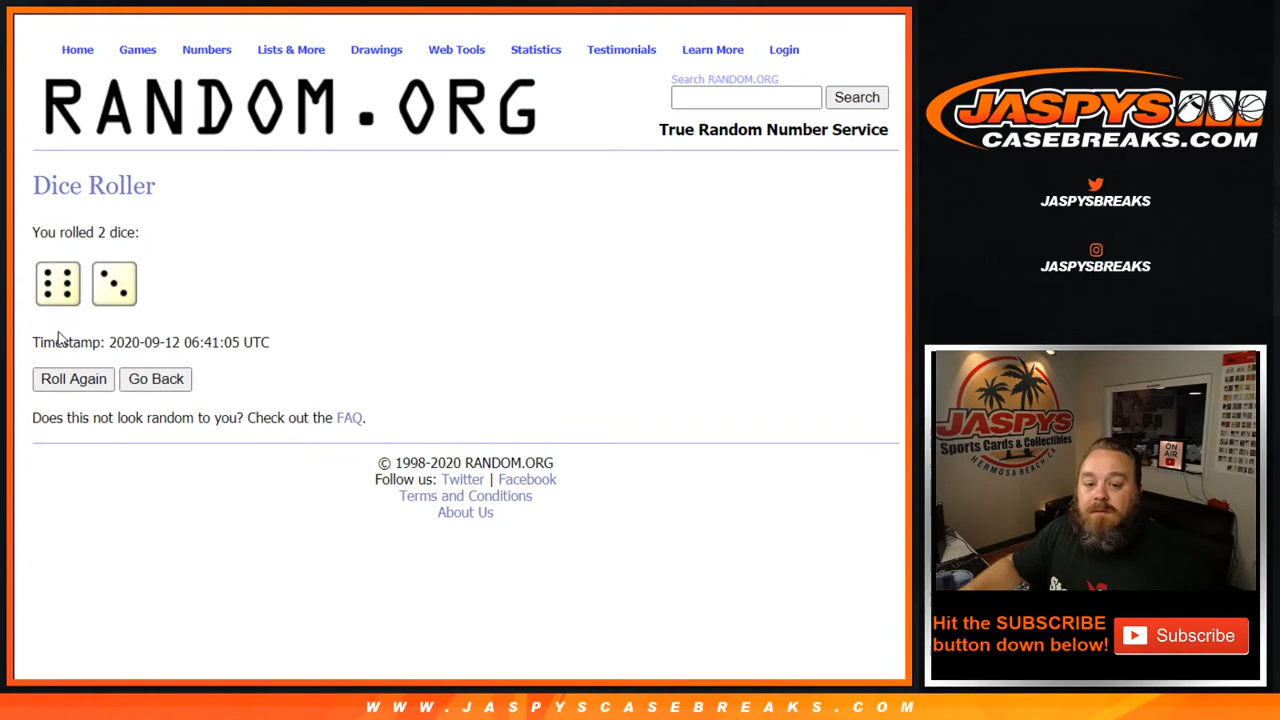 Home Games Numbers Lists & More Drawings Web Tools Statistics Testimonials Learn More Login
RANDOM.ORG
Search RANDOM.ORG
Search
True Random Number Service
Dice Roller
You rolled 2 dice:
Timestamp: 2020-09-12 06:41:05 UTC
Roll Again Go Back
Does this not look random to you? Check out the FAQ.
© 1998-2020 RANDOM.ORG
Follow us: Twitter | Facebook
Terms and Conditions
About Us
JASPYS
CASEBREAKS.COM
JASPYSBREAKS
JASPYSBREAKS
JASPYS
Sports Cards & Collectibles
HERMOSA BEACH, CA
ON
AIR
Hit the SUBSCRIBE
button down below!
Subscribe
WWW.JASPYSCASEBREAKS.COM